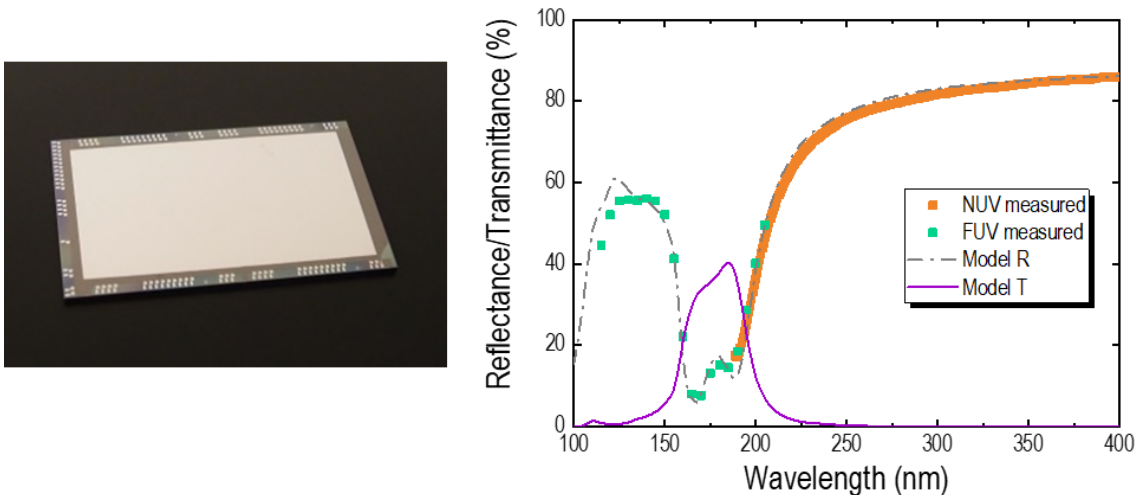 Reflectance/Transmittance (%)
100
80
60
40
20
0
NUV measured
FUV measured
Model R
Model T
100 150 200 250 300 350 400
Wavelength (nm)